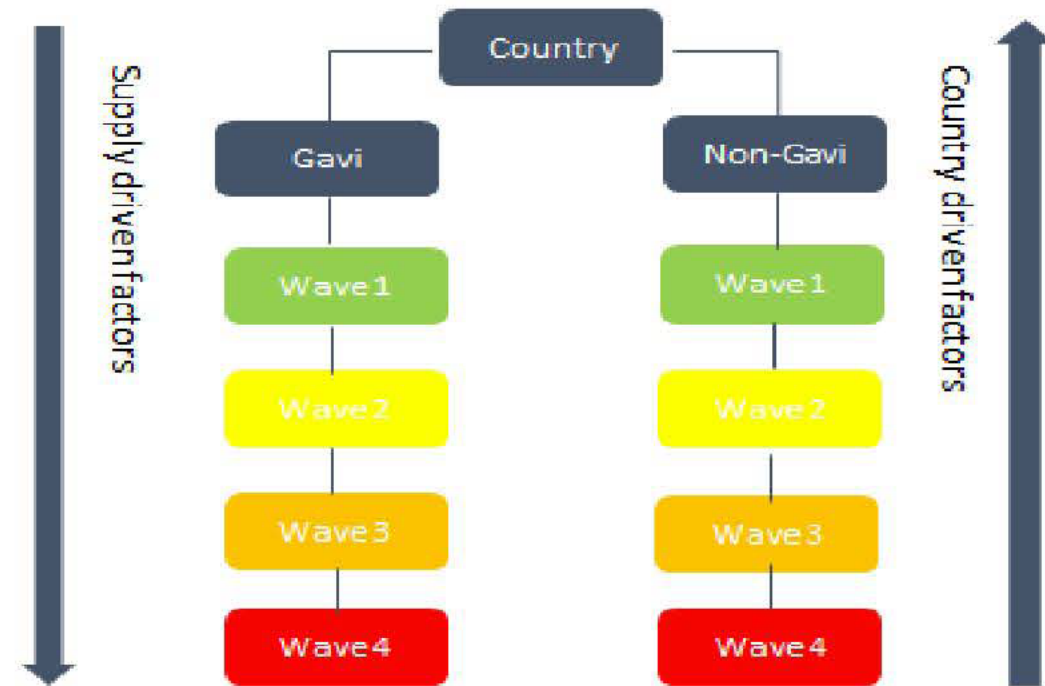 Country
Supply driven factors
Country driven factors
Gavi
Non-Gavi
Wave1
Wave1
Wave2
Wave2
Wave3
Wave3
Wave4
Wave4